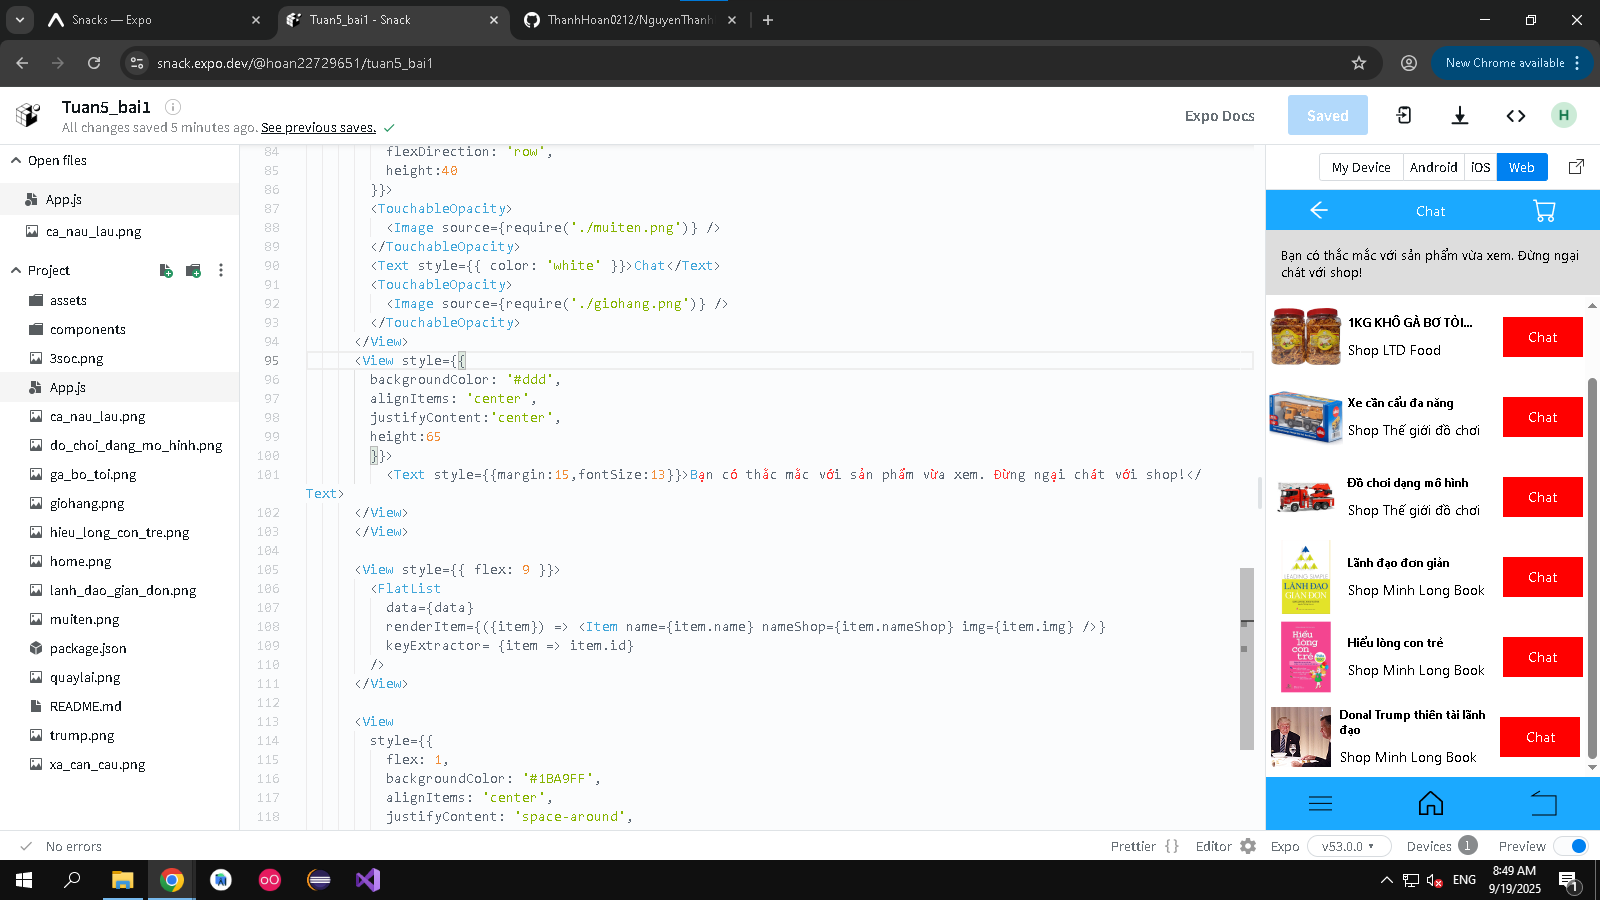 Snacks — Expo
Tuan5_bai1 - Snack
ThanhHoan0212/NguyenThanh
snack.expo.dev/@hoan22729651/tuan5_bai1
New Chrome available
Tuan5_bai1
All changes saved 5 minutes ago. See previous saves.
Expo Docs
Saved
H
Open files
App.js
ca_nau_lau.png
Project
assets
components
3soc.png
App.js
ca_nau_lau.png
do_choi_dang_mo_hinh.png
ga_bo_toi.png
giohang.png
hieu_long_con_tre.png
home.png
lanh_dao_gian_don.png
muiten.png
package.json
quaylai.png
README.md
trump.png
xa_can_cau.png
84 flexDirection: 'row',
85 height:40
86 }}>
87 <TouchableOpacity>
88 <Image source={require('./muiten.png')} />
89 </TouchableOpacity>
90 <Text style={{ color: 'white' }}>Chat</Text>
91 <TouchableOpacity>
92 <Image source={require('./giohang.png')} />
93 </TouchableOpacity>
94 </View>
95 <View style={{
96 backgroundColor: '#ddd',
97 alignItems: 'center',
98 justifyContent:'center',
99 height:65
100 }}>
101 <Text style={{margin:15,fontSize:13}}>Bạn có thắc mắc với sản phẩm vừa xem. Đừng ngại chát với shop!</
Text>
102 </View>
103 </View>
104
105 <View style={{ flex: 9 }}>
106 <FlatList
107 data={data}
108 renderItem={({item}) => <Item name={item.name} nameShop={item.nameShop} img={item.img} />}
109 keyExtractor= {item => item.id}
110 />
111 </View>
112
113 <View
114 style={{
115 flex: 1,
116 backgroundColor: '#1BA9FF',
117 alignItems: 'center',
118 justifyContent: 'space-around',
My Device
Android
iOS
Web
Chat
Bạn có thắc mắc với sản phẩm vừa xem. Đừng ngại
chát với shop!
1KG KHÔ GÀ BƠ TỎI...
Shop LTD Food
Chat
Xe cần cẩu đa năng
Shop Thế giới đồ chơi
Chat
Đồ chơi dạng mô hình
Shop Thế giới đồ chơi
Chat
LEADING SIMPLE
LÃNH ĐẠO
GIẢN ĐƠN
Lãnh đạo đơn giản
Shop Minh Long Book
Chat
Hiểu
lòng
con trẻ
Hiểu lòng con trẻ
Shop Minh Long Book
Chat
Donal Trump thiên tài lãnh
đạo
Shop Minh Long Book
Chat
No errors
Prettier
Editor
Expo
v53.0.0
Devices
1
Preview
ENG
8:49 AM
9/19/2025
1